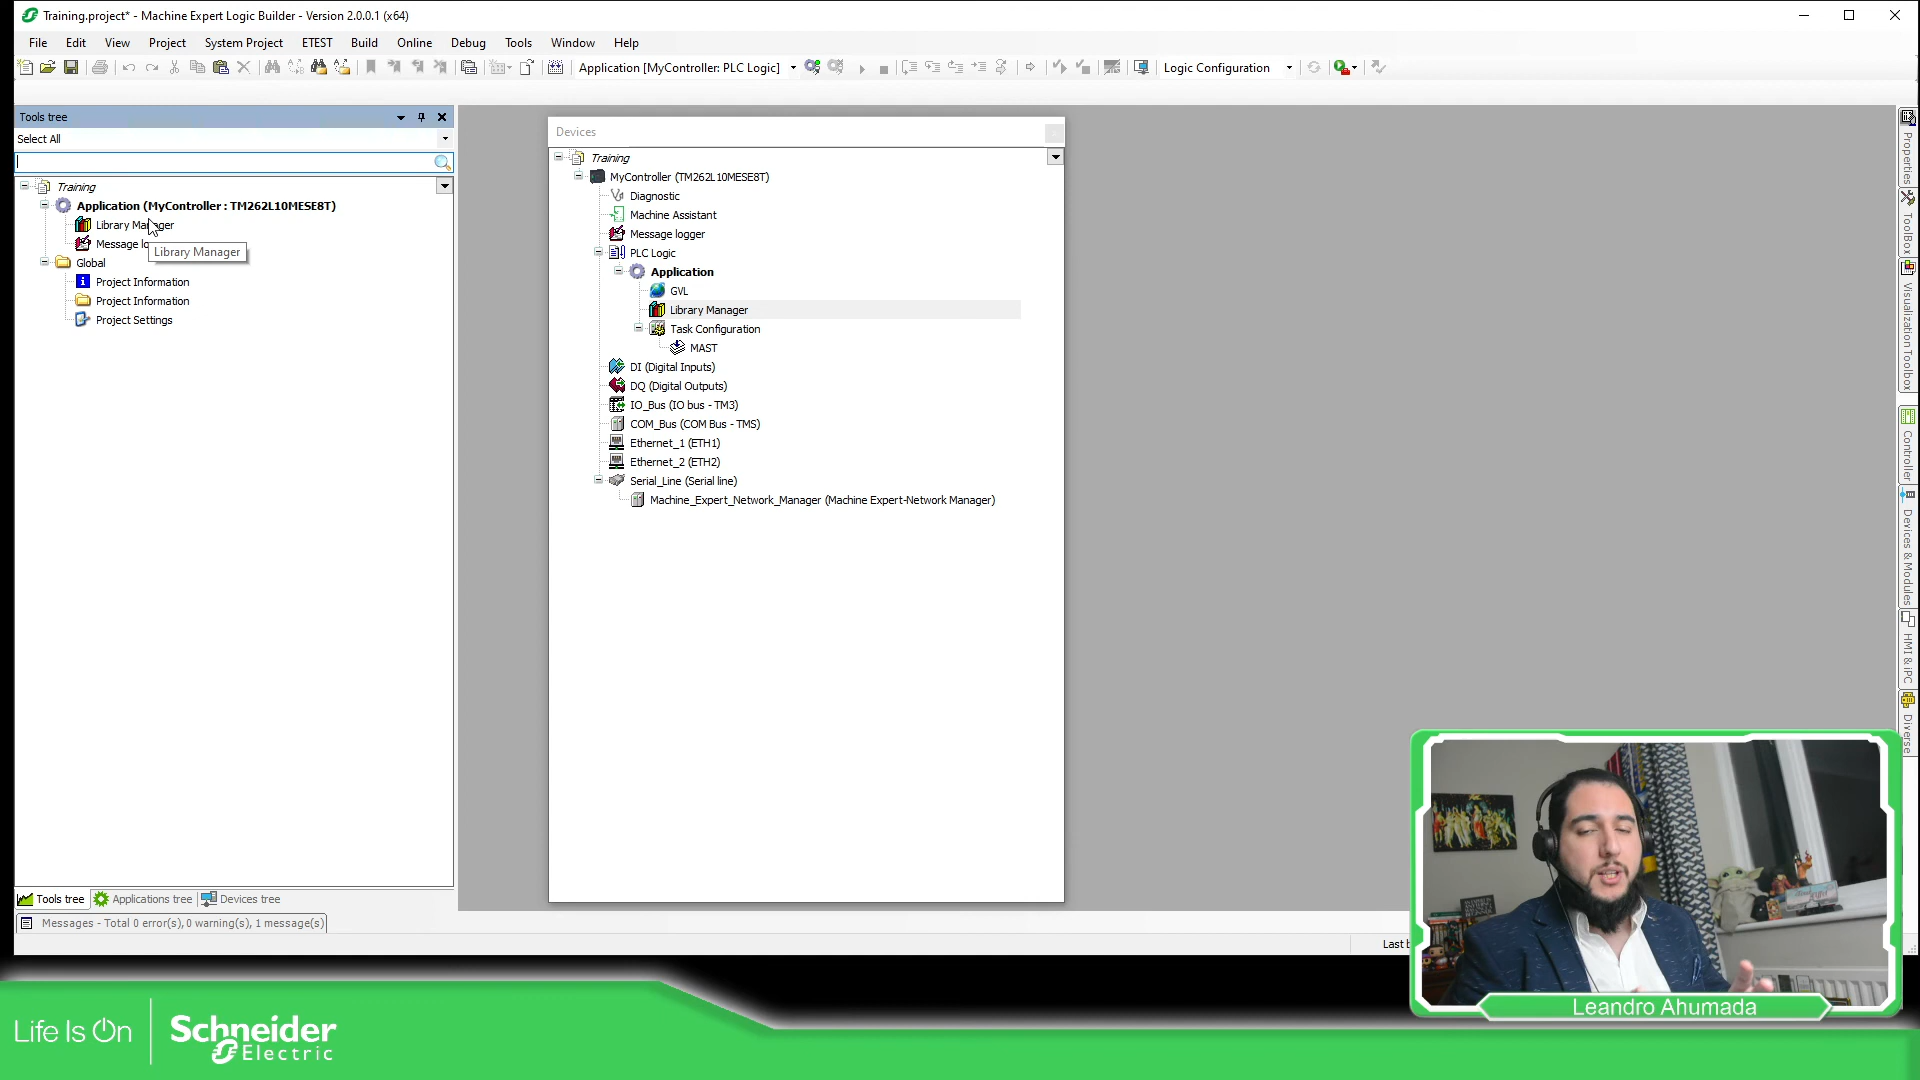 Training.project* - Machine Expert Logic Builder - Version 2.0.0.1 (x64)
File Edit View Project System Project ETEST Build Online Debug Tools Window Help
Application [MyController: PLC Logic] Logic Configuration
Tools tree
Select All
Training
Application (MyController : TM262L10MESE8T)
Library Manager
Message lo
Library Manager
Global
Project Information
Project Information
Project Settings
Tools tree Applications tree Devices tree
Messages - Total 0 error(s), 0 warning(s), 1 message(s)
Devices
Training
MyController (TM262L10MESE8T)
Diagnostic
Machine Assistant
Message logger
PLC Logic
Application
GVL
Library Manager
Task Configuration
MAST
DI (Digital Inputs)
DQ (Digital Outputs)
IO_Bus (IO bus - TM3)
COM_Bus (COM Bus - TMS)
Ethernet_1 (ETH1)
Ethernet_2 (ETH2)
Serial_Line (Serial line)
Machine_Expert_Network_Manager (Machine Expert-Network Manager)
Properties
ToolBox
Visualization Toolbox
Controller
Devices & Modules
HMI & iPC
Diverse
Last b
Leandro Ahumada
Life Is On
Schneider
Electric